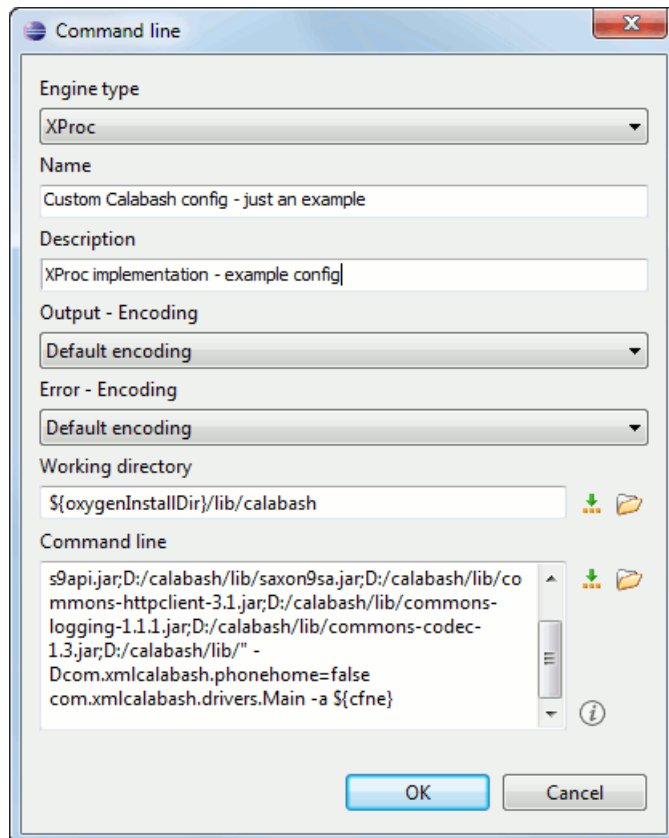 Command line
Engine type
XProc
Name
Custom Calabash config - just an example
Description
XProc implementation - example config
Output - Encoding
Default encoding
Error - Encoding
Default encoding
Working directory
${oxygenInstallDir}/lib/calabash
Command line
s9api.jar;D:/calabash/lib/saxon9sa.jar;D:/calabash/lib/co
mmons-httpclient-3.1.jar;D:/calabash/lib/commons-
logging-1.1.1.jar;D:/calabash/lib/commons-codec-
1.3.jar;D:/calabash/lib/" -
Dcom.xmlcalabash.phonehome=false
com.xmlcalabash.drivers.Main -a ${cfne}
OK
Cancel